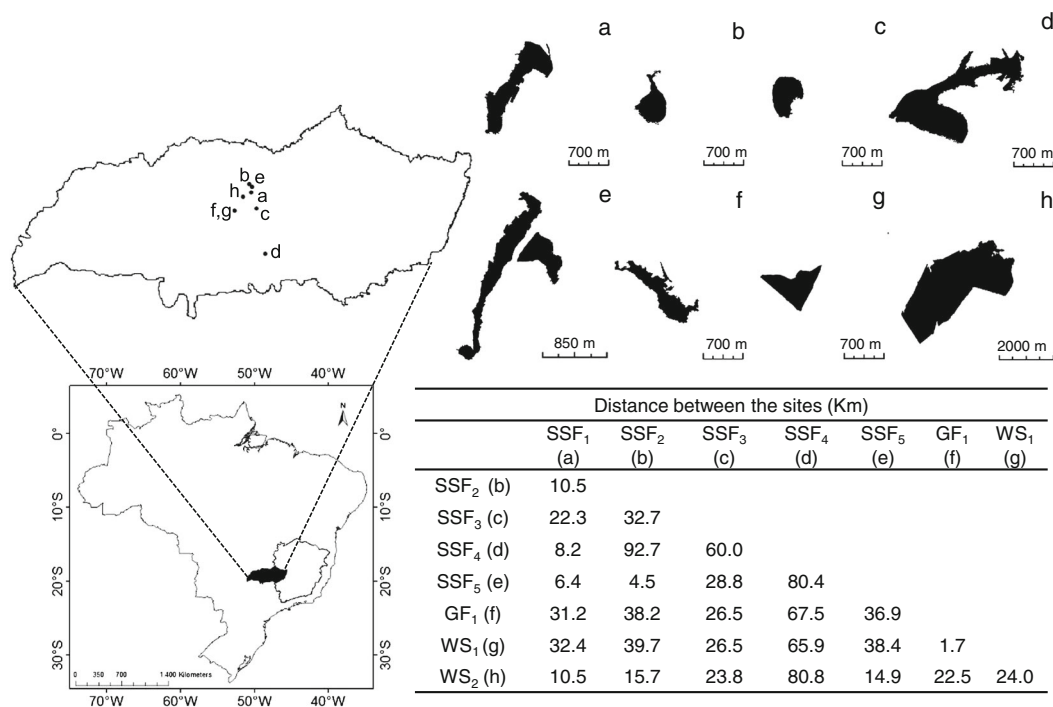 a
b
c
d
700 m
700 m
700 m
700 m
e
f
g
h
850 m
700 m
700 m
2000 m
b e
h a
f,g c
d
70°W 60°W 50°W 40°W
0°
10°S
20°S
30°S
N
0 350 700 1 400 Kilometers
70°W 60°W 50°W 40°W
0°
10°S
20°S
30°S
Distance between the sites (Km)
SSF1 SSF2 SSF3 SSF4 SSF5 GF1 WS1
(a) (b) (c) (d) (e) (f) (g)
SSF2 (b) 10.5
SSF3 (c) 22.3 32.7
SSF4 (d) 8.2 92.7 60.0
SSF5 (e) 6.4 4.5 28.8 80.4
GF1 (f) 31.2 38.2 26.5 67.5 36.9
WS1 (g) 32.4 39.7 26.5 65.9 38.4 1.7
WS2 (h) 10.5 15.7 23.8 80.8 14.9 22.5 24.0